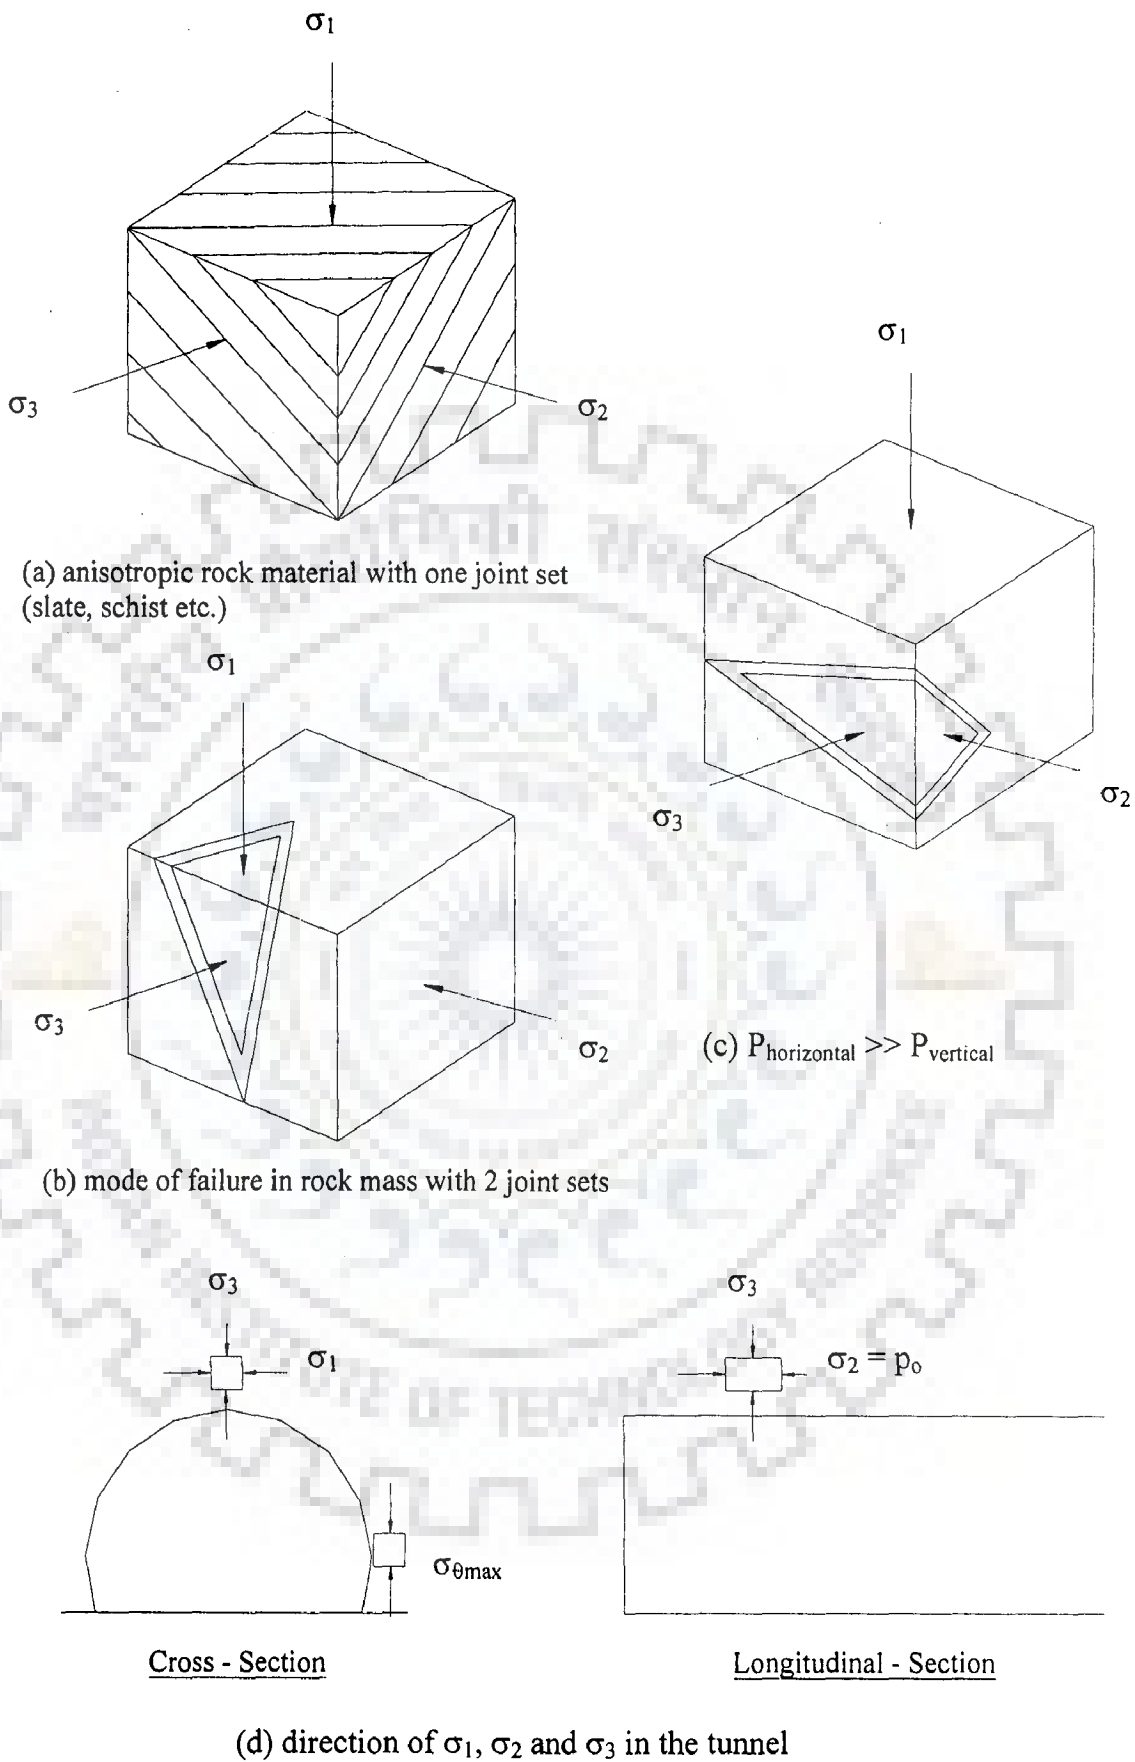 σ1
σ3
σ2
(a) anisotropic rock material with one joint set
(slate, schist etc.)
σ1
σ3
σ2
(c) Phorizontal >> Pvertical
σ1
σ3
σ2
(b) mode of failure in rock mass with 2 joint sets
σ3
σ1
σθmax
Cross - Section
σ3
σ2 = po
Longitudinal - Section
(d) direction of σ1, σ2 and σ3 in the tunnel
OF TECHN